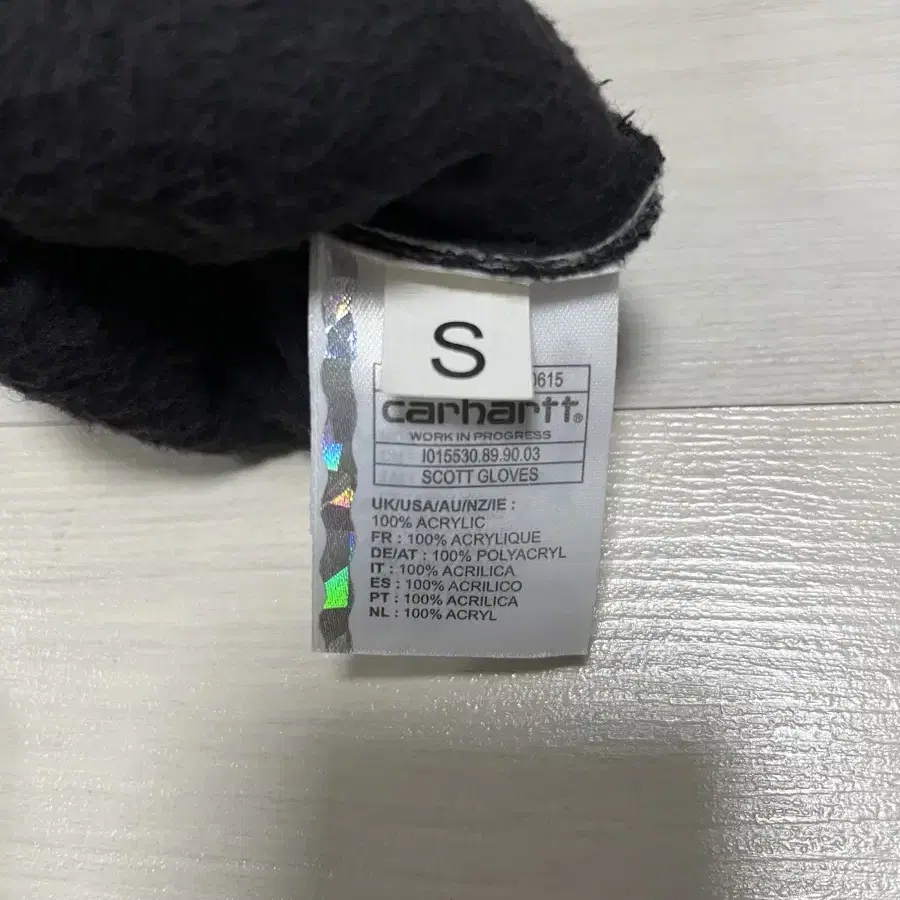 S
0615
carhartt®
WORK IN PROGRESS
I015530.89.90.03
SCOTT GLOVES
UK/USA/AU/NZ/IE :
100% ACRYLIC
FR : 100% ACRYLIQUE
DE/AT : 100% POLYACRYL
IT : 100% ACRILICA
ES : 100% ACRILICO
PT : 100% ACRILICA
NL : 100% ACRYL